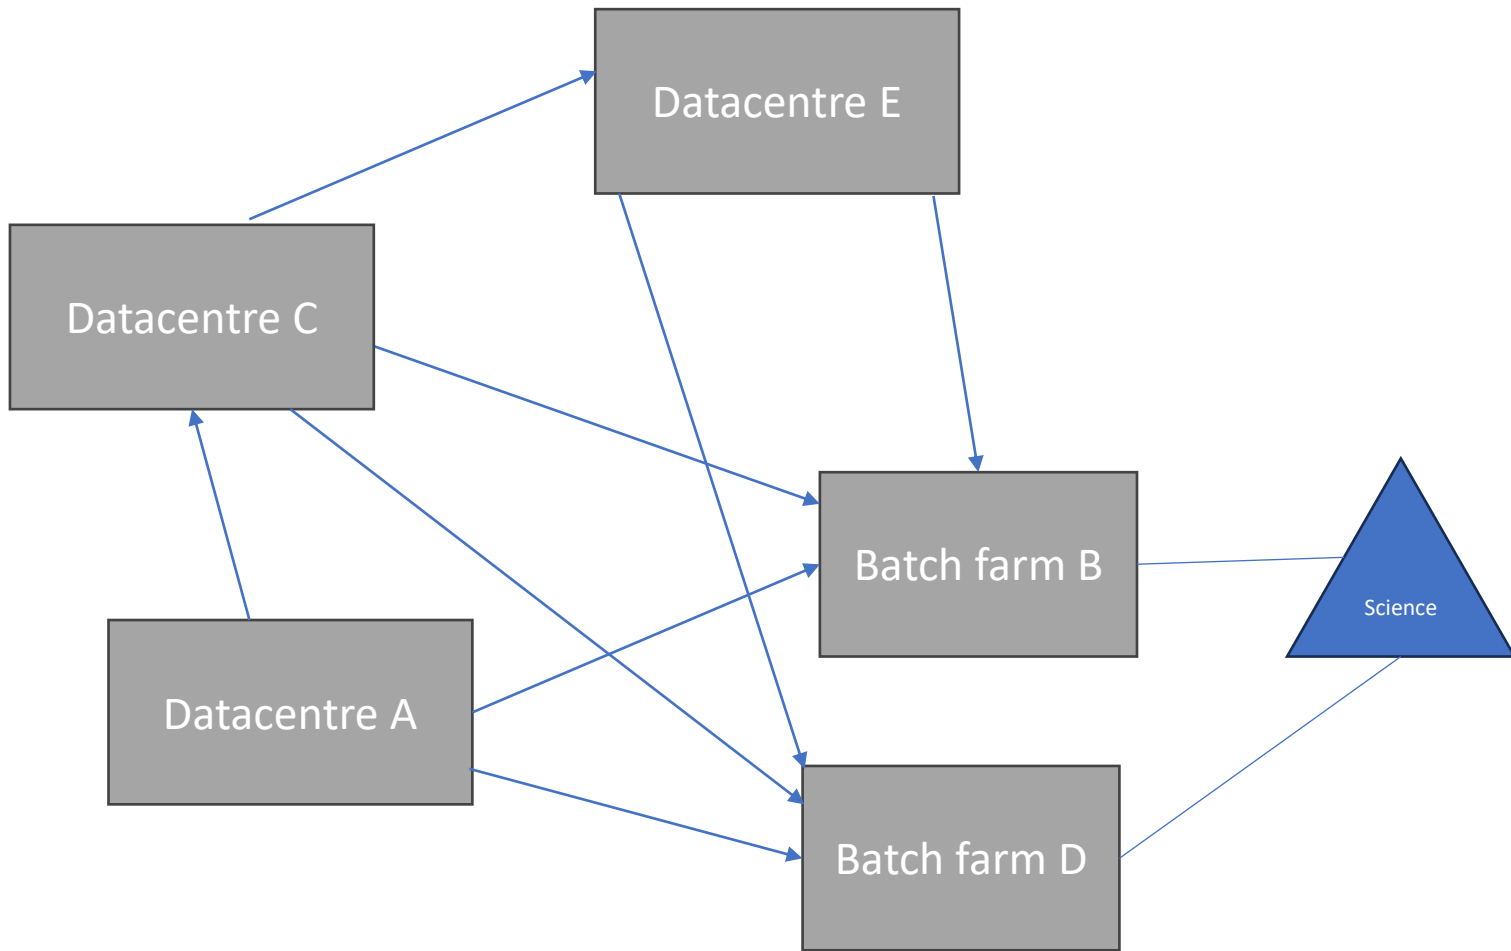 Datacentre E
Datacentre C
Batch farm B
Science
Datacentre A
Batch farm D